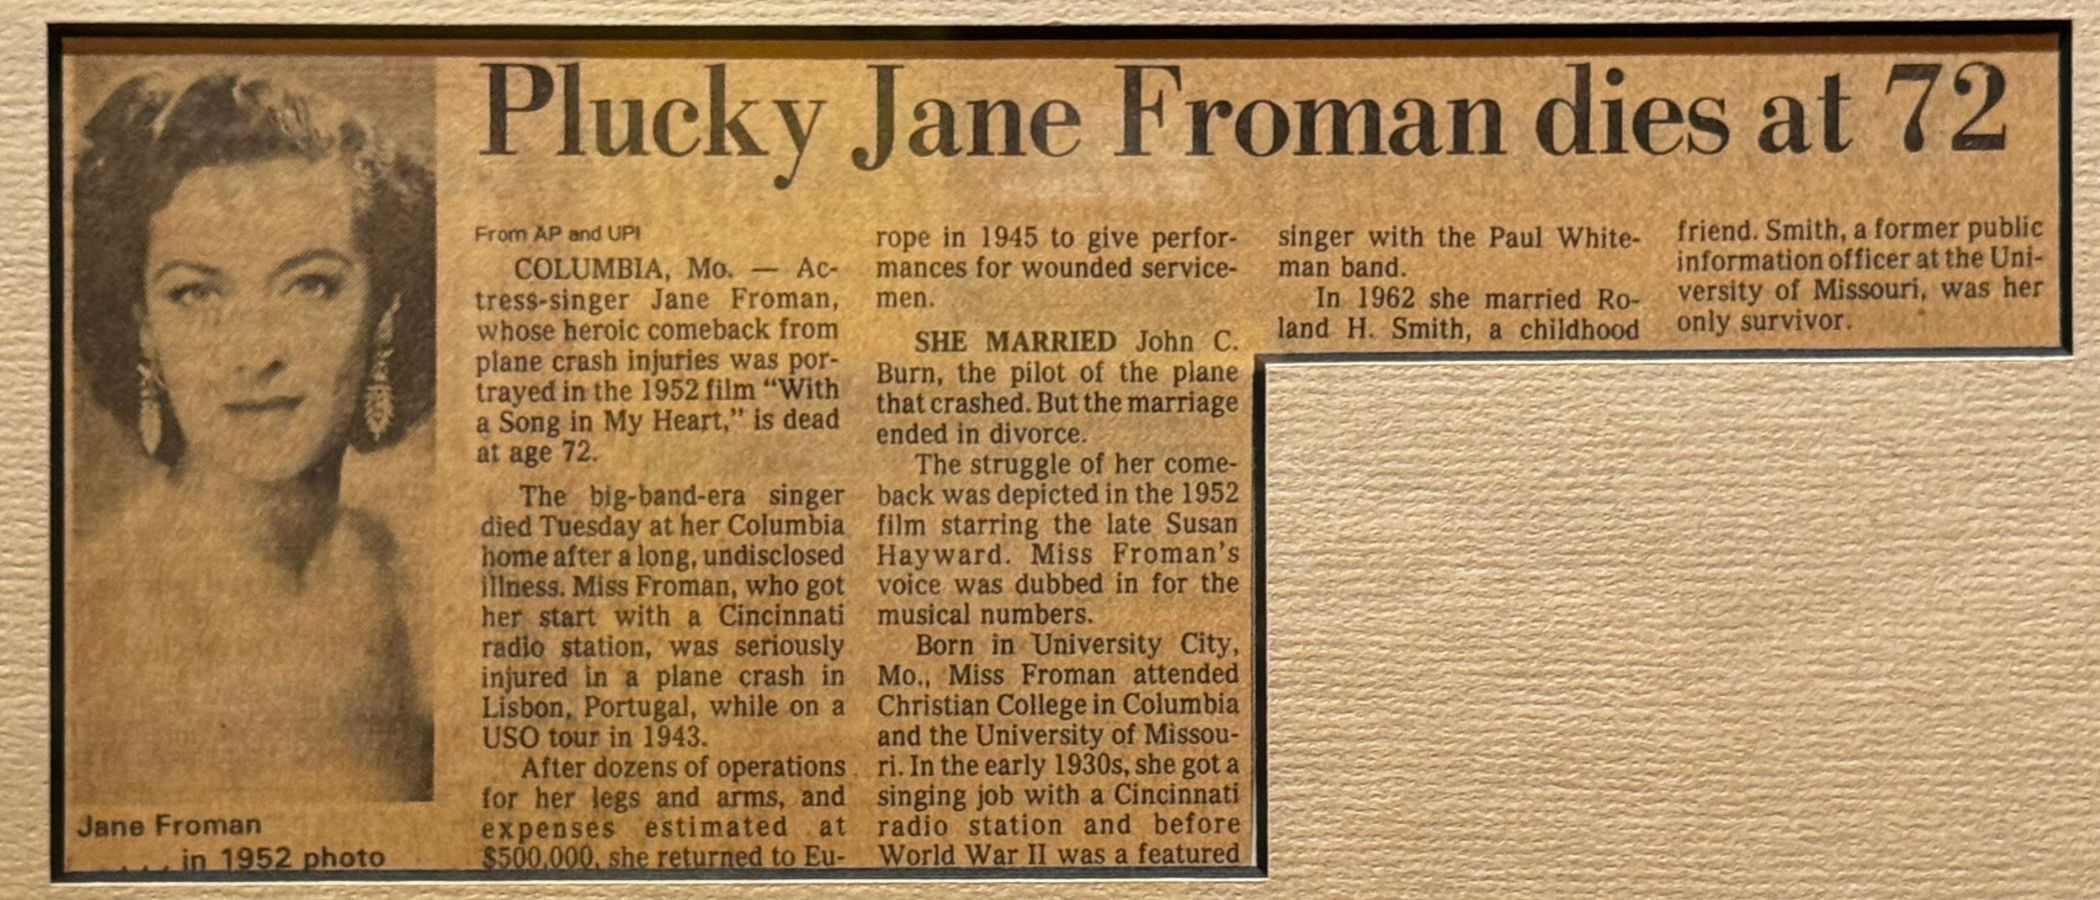 Plucky Jane Froman dies at 72
From AP and UPI
COLUMBIA, Mo. — Ac-
tress-singer Jane Froman,
whose heroic comeback from
plane crash injuries was por-
trayed in the 1952 film “With
a Song in My Heart,” is dead
at age 72.
The big-band-era singer
died Tuesday at her Columbia
home after a long, undisclosed
illness. Miss Froman, who got
her start with a Cincinnati
radio station, was seriously
injured in a plane crash in
Lisbon, Portugal, while on a
USO tour in 1943.
After dozens of operations
for her legs and arms, and
expenses estimated at
$500,000, she returned to Eu-
rope in 1945 to give perfor-
mances for wounded service-
men.
SHE MARRIED John C.
Burn, the pilot of the plane
that crashed. But the marriage
ended in divorce.
The struggle of her come-
back was depicted in the 1952
film starring the late Susan
Hayward. Miss Froman's
voice was dubbed in for the
musical numbers.
Born in University City,
Mo., Miss Froman attended
Christian College in Columbia
and the University of Missou-
ri. In the early 1930s, she got a
singing job with a Cincinnati
radio station and before
World War II was a featured
singer with the Paul White-
man band.
In 1962 she married Ro-
land H. Smith, a childhood
friend. Smith, a former public
information officer at the Uni-
versity of Missouri, was her
only survivor.
Jane Froman
. . . . in 1952 photo